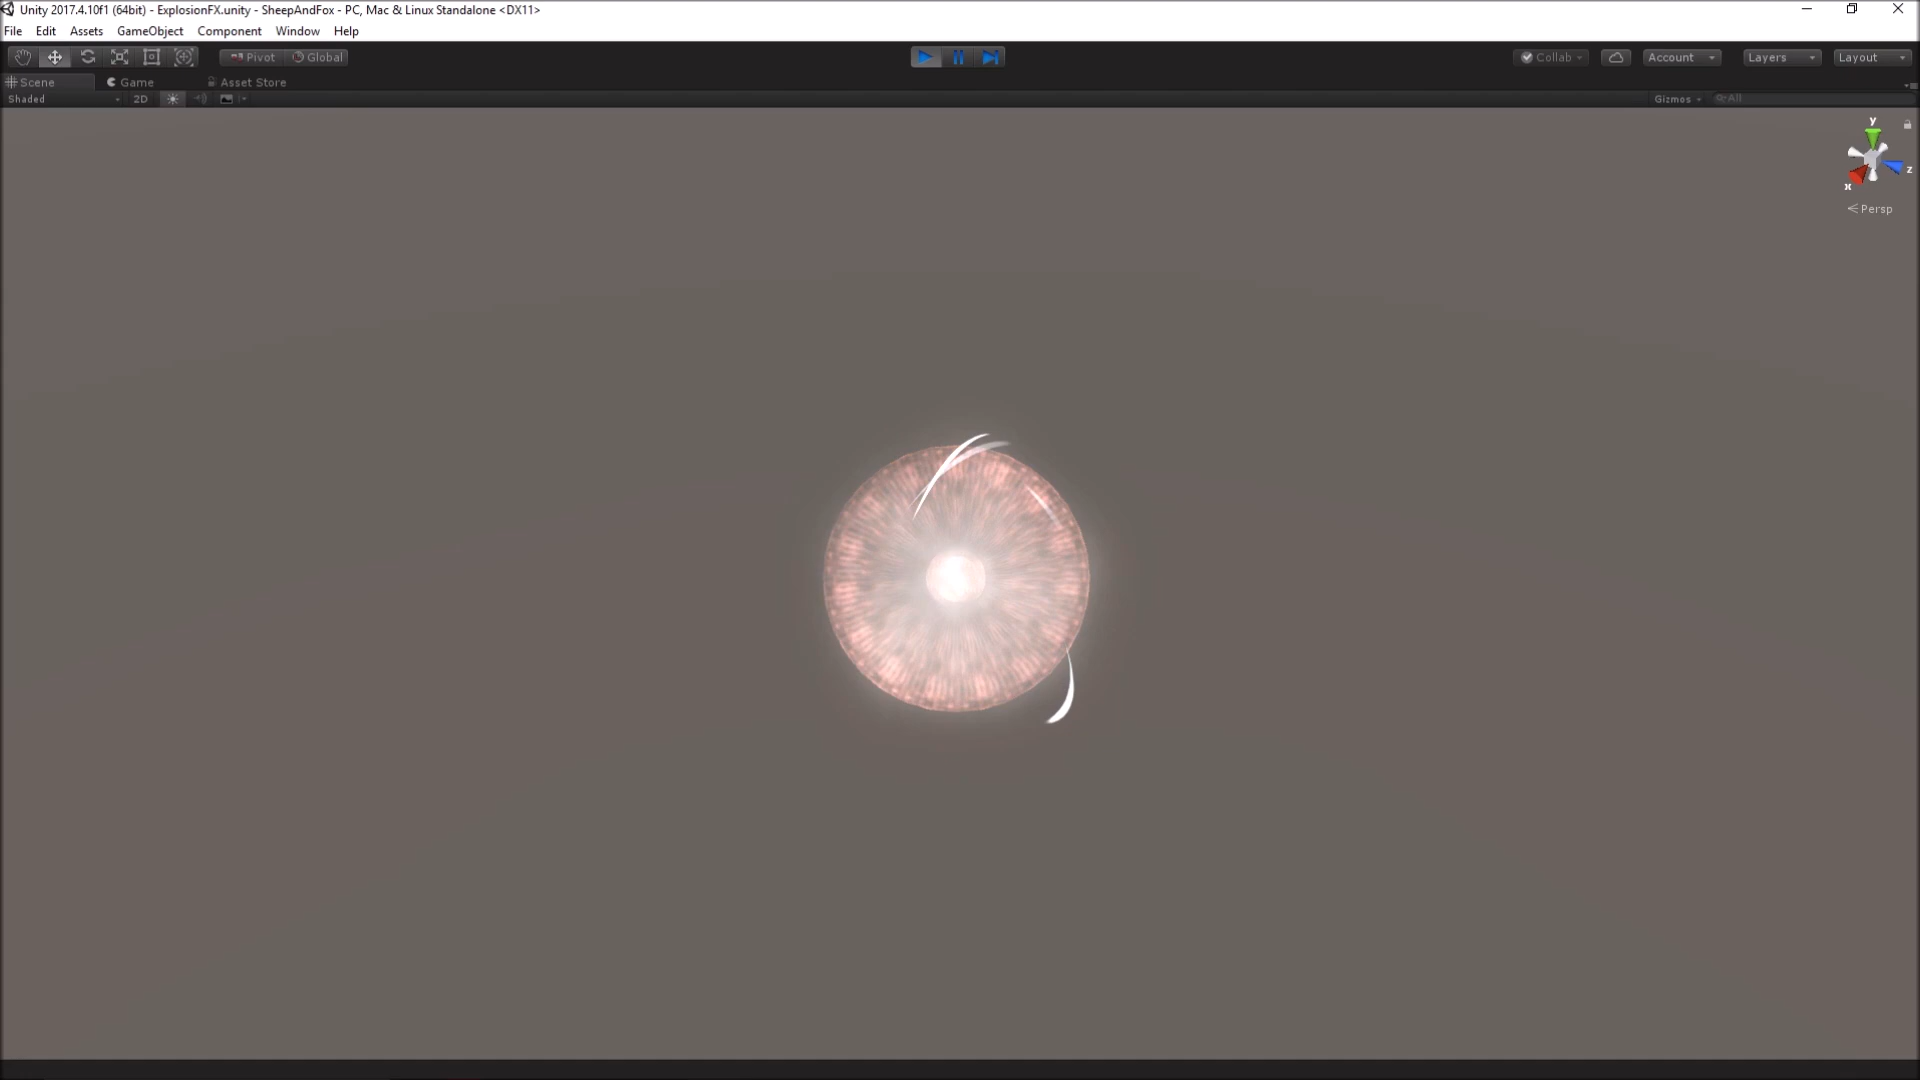 Unity 2017.4.10f1 (64bit) - ExplosionFX.unity - SheepAndFox - PC, Mac & Linux Standalone <DX11>
File Edit Assets GameObject Component Window Help
Pivot Global Collab Account Layers Layout
Scene Game Asset Store
Shaded 2D Gizmos All
y
z
x
Persp